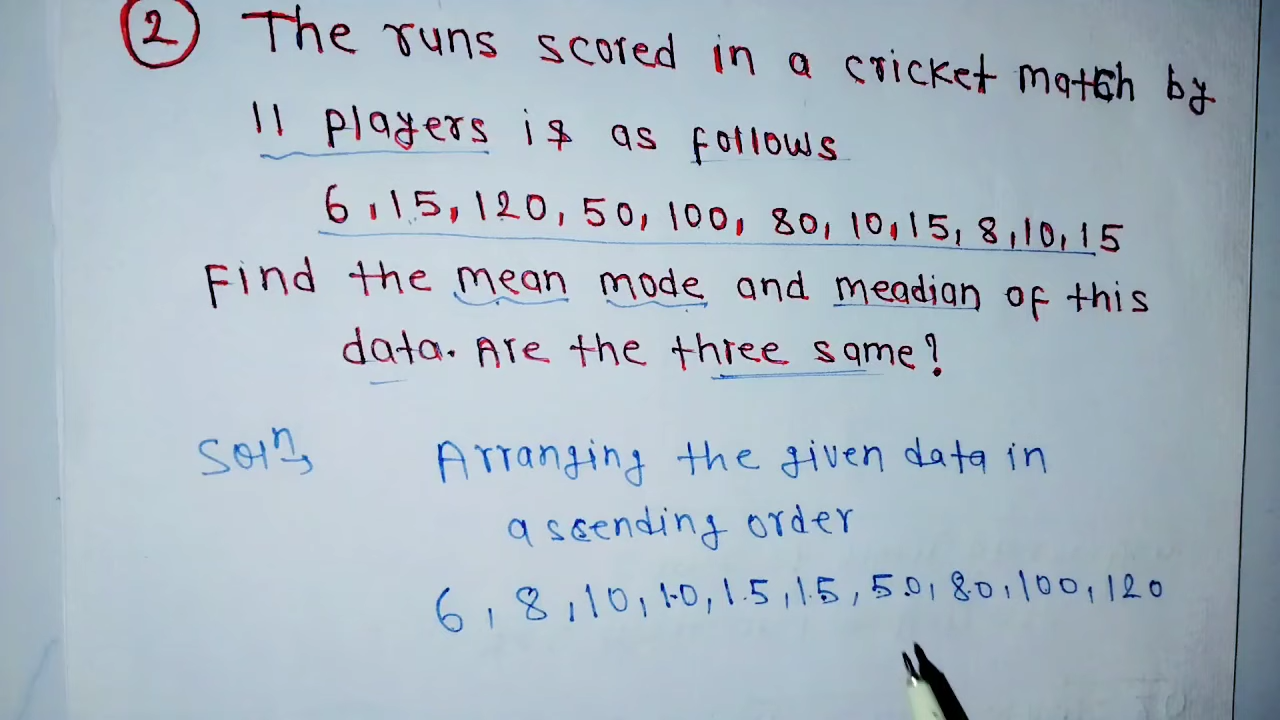 2 The runs scored in a cricket match by
11 players is as follows
6, 15, 120, 50, 100, 80, 10, 15, 8, 10, 15
Find the mean mode and meadian of this
data. Are the three same?
Soln, Arranging the given data in
ascending order
6, 8, 10, 10, 15, 15, 50, 80, 100, 120